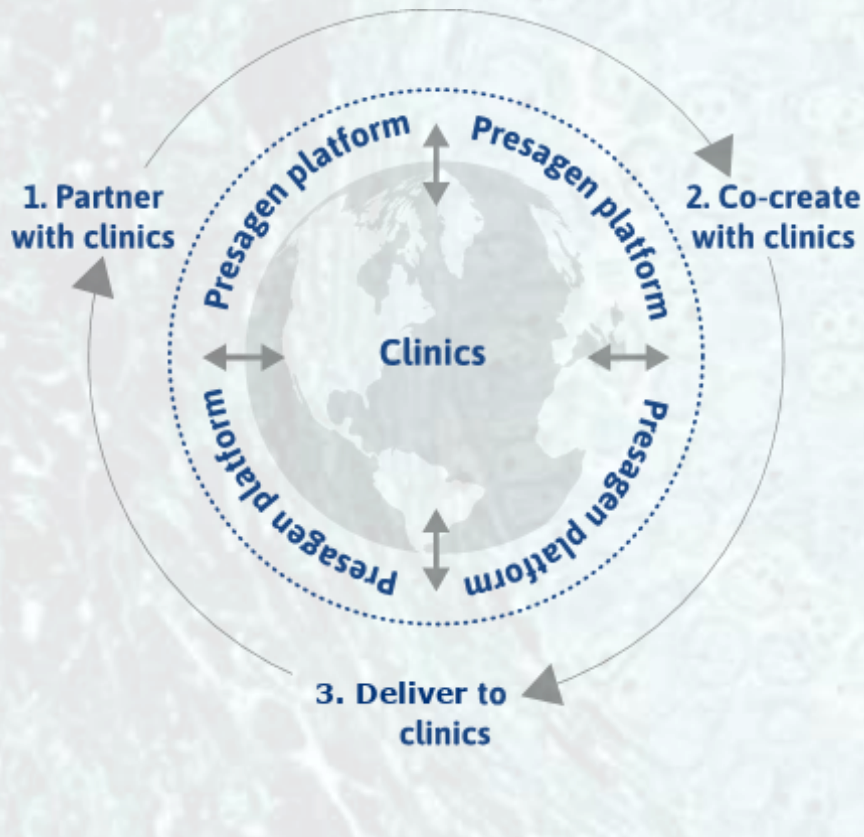 Presagen platform
Presagen platform
1. Partner
with clinics
2. Co-create
with clinics
Clinics
Presagen platform
Presagen platform
3. Deliver to
clinics